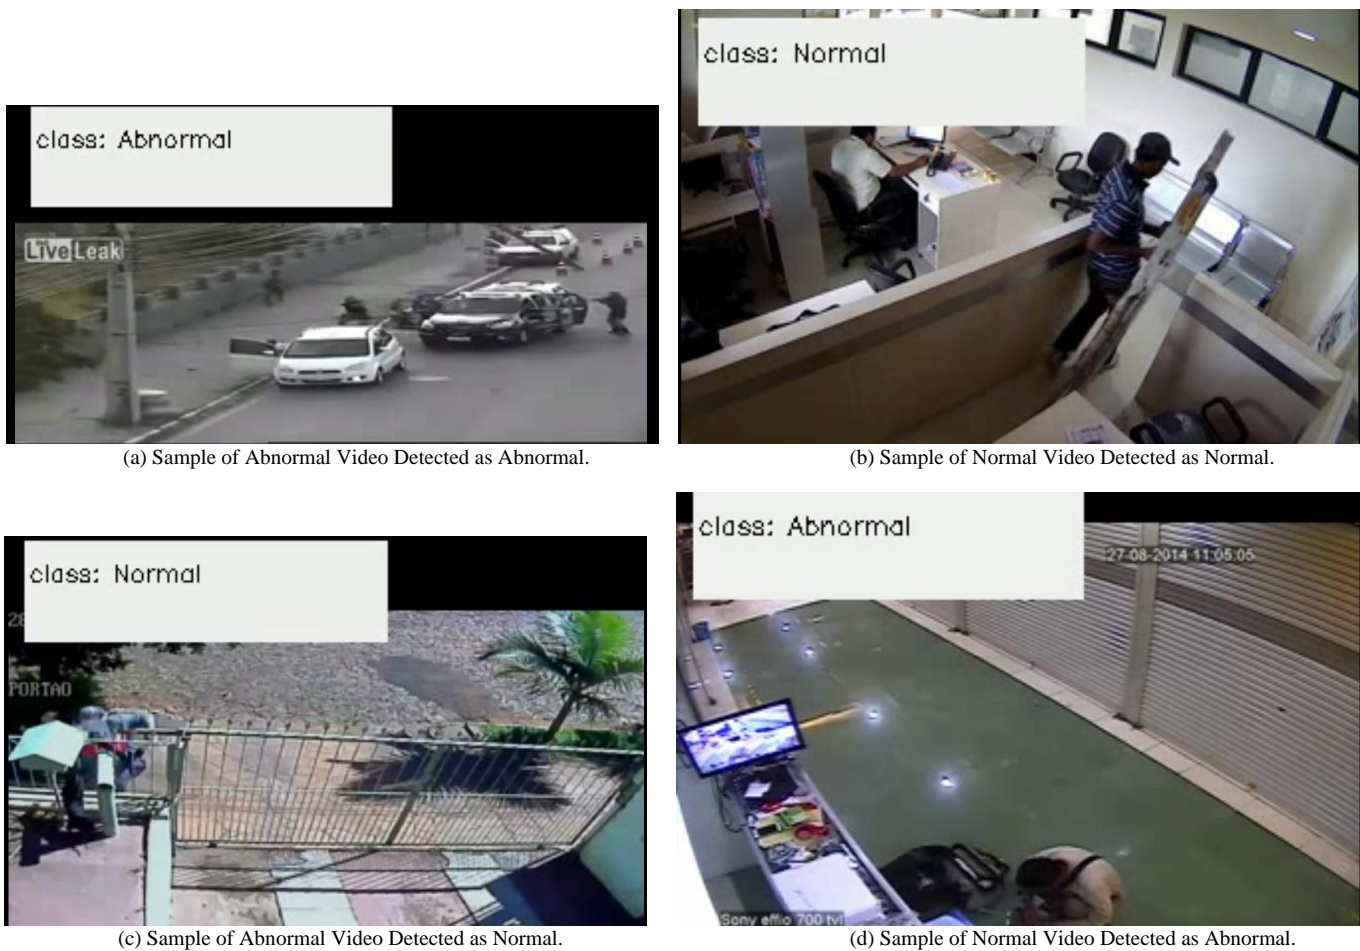 class: Abnormal
LiveLeak
(a) Sample of Abnormal Video Detected as Abnormal.
class: Normal
(b) Sample of Normal Video Detected as Normal.
class: Normal
28
PORTAO
(c) Sample of Abnormal Video Detected as Normal.
class: Abnormal
27-08-2014 11:05:05
Sony effio 700 tvl
(d) Sample of Normal Video Detected as Abnormal.